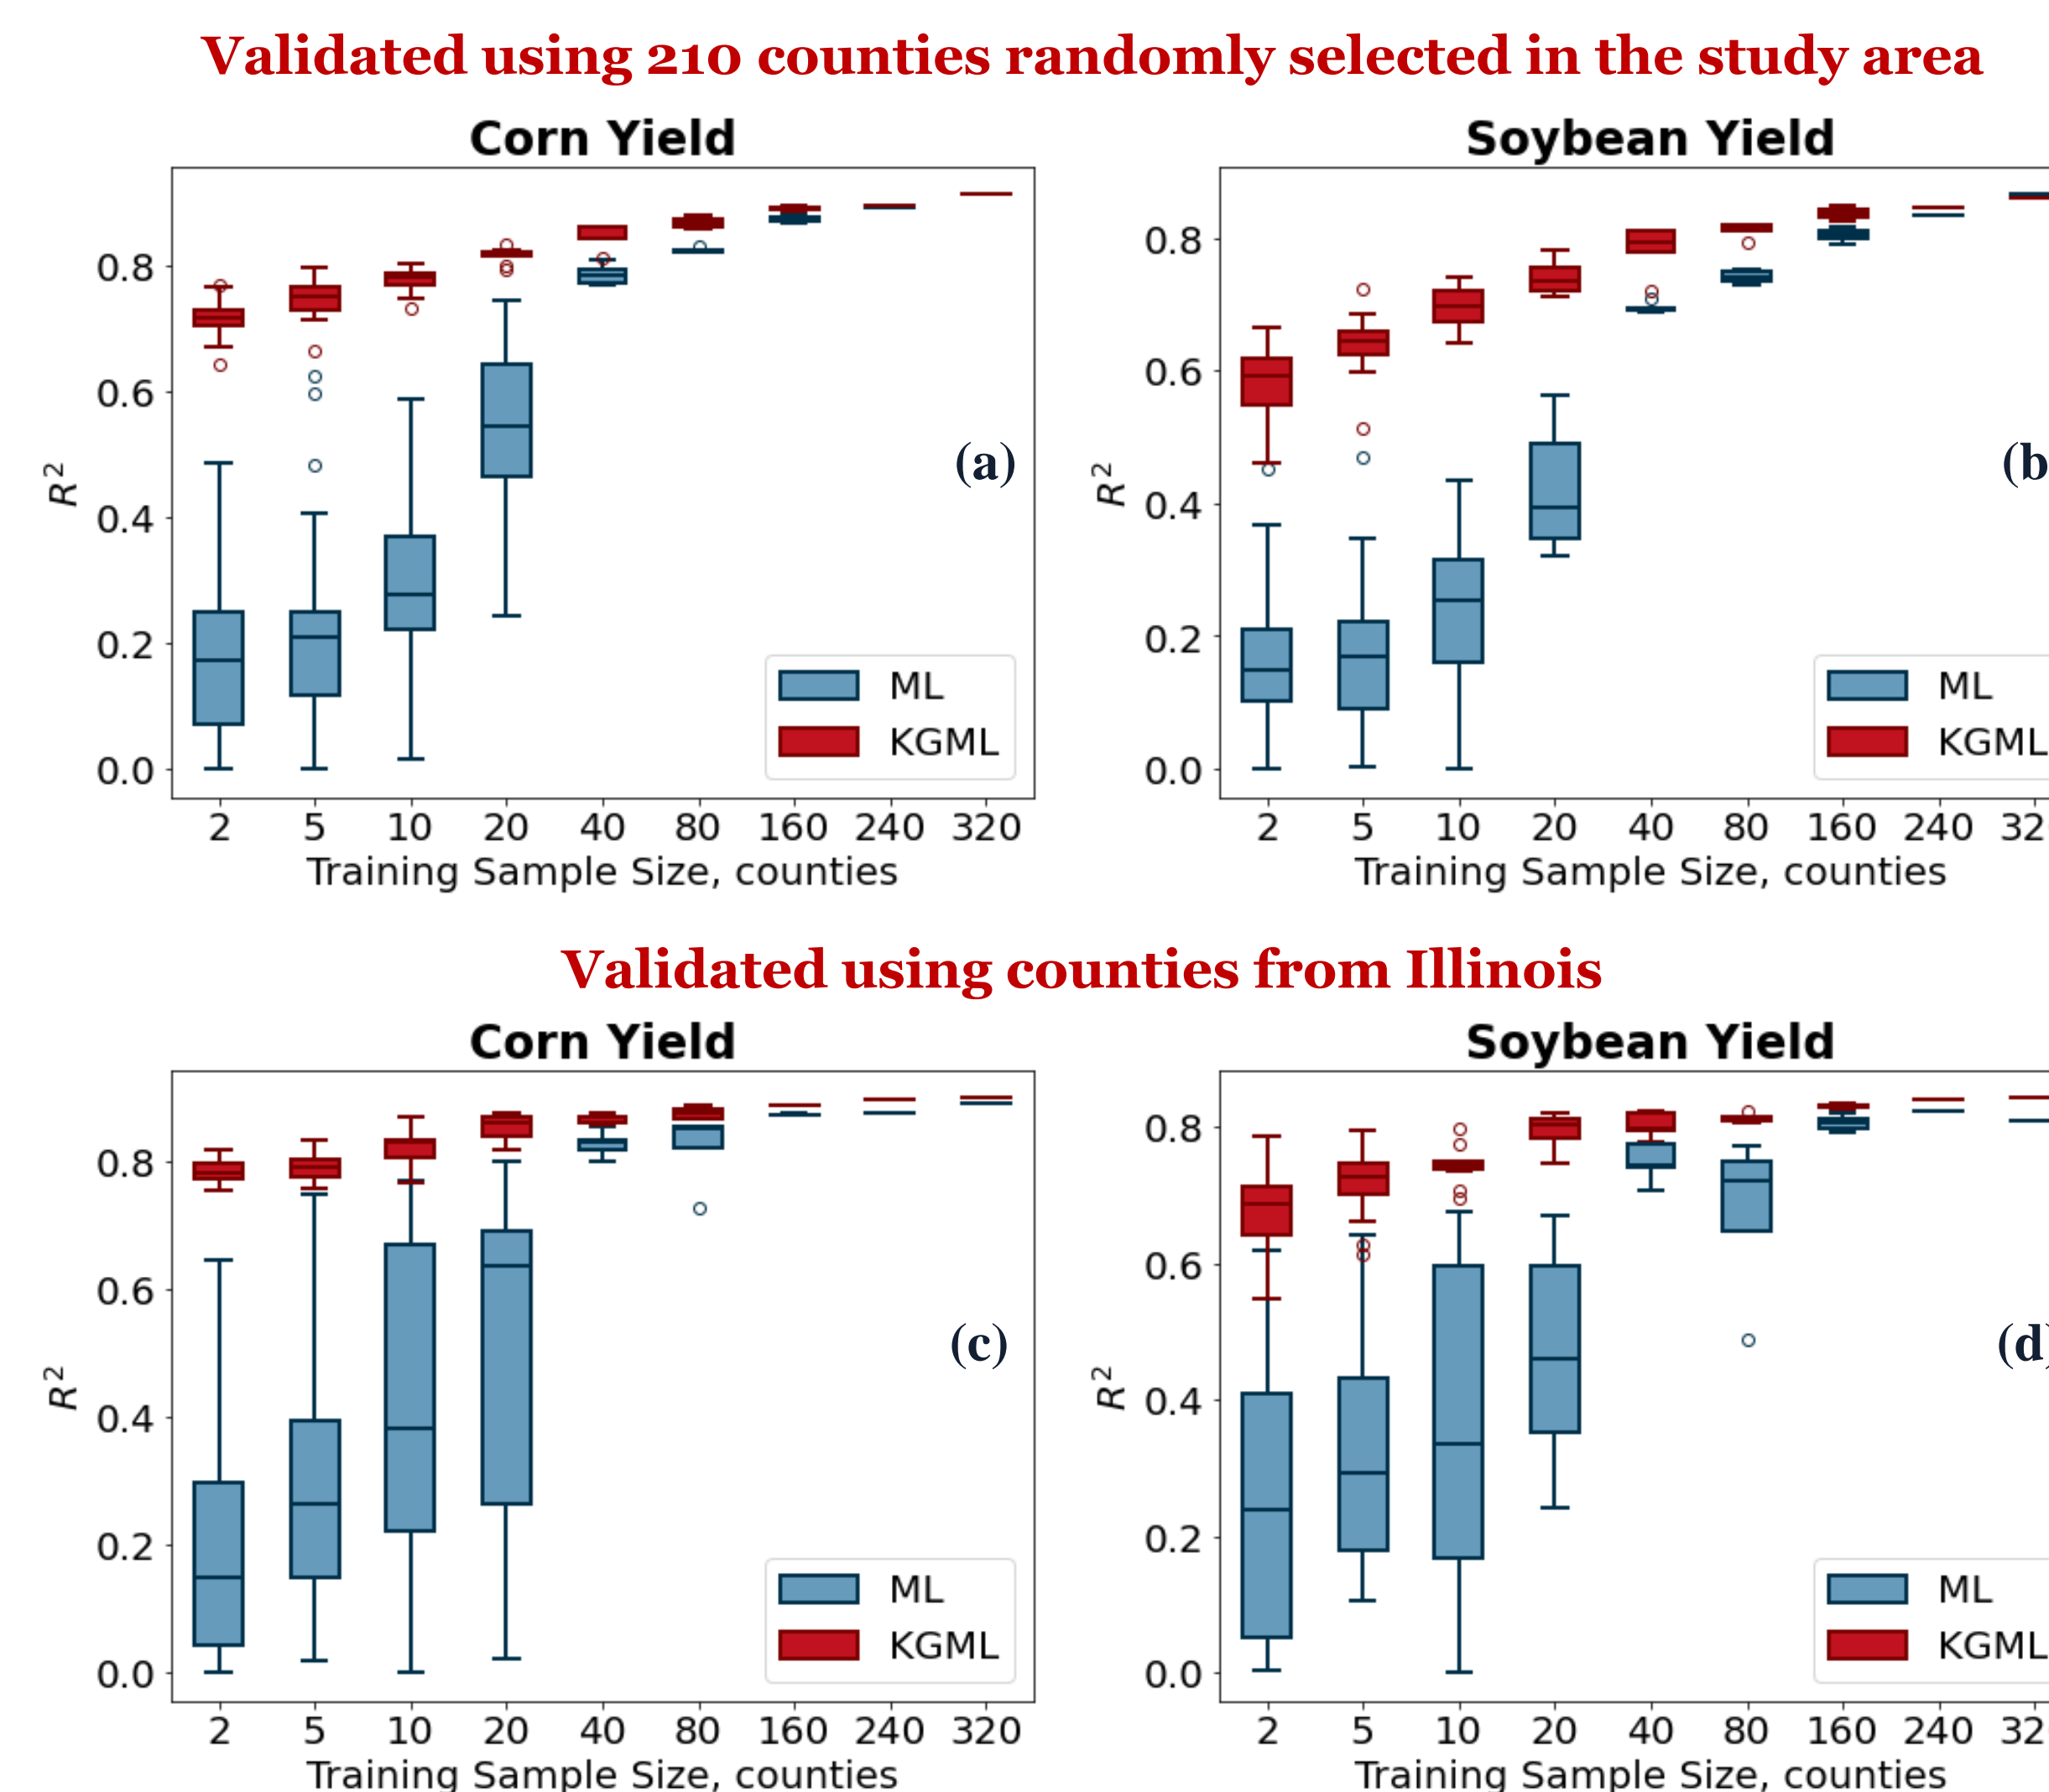 Validated using 210 counties randomly selected in the study area
Corn Yield
Soybean Yield
R²
0.8
0.6
0.4
0.2
0.0
(a)
ML
KGML
2 5 10 20 40 80 160 240 320
Training Sample Size, counties
R²
0.8
0.6
0.4
0.2
0.0
(b
ML
KGML
2 5 10 20 40 80 160 240 32
Training Sample Size, counties
Validated using counties from Illinois
Corn Yield
Soybean Yield
R²
0.8
0.6
0.4
0.2
0.0
(c)
ML
KGML
2 5 10 20 40 80 160 240 320
Training Sample Size, counties
R²
0.8
0.6
0.4
0.2
0.0
(d)
ML
KGML
2 5 10 20 40 80 160 240 32
Training Sample Size, counties